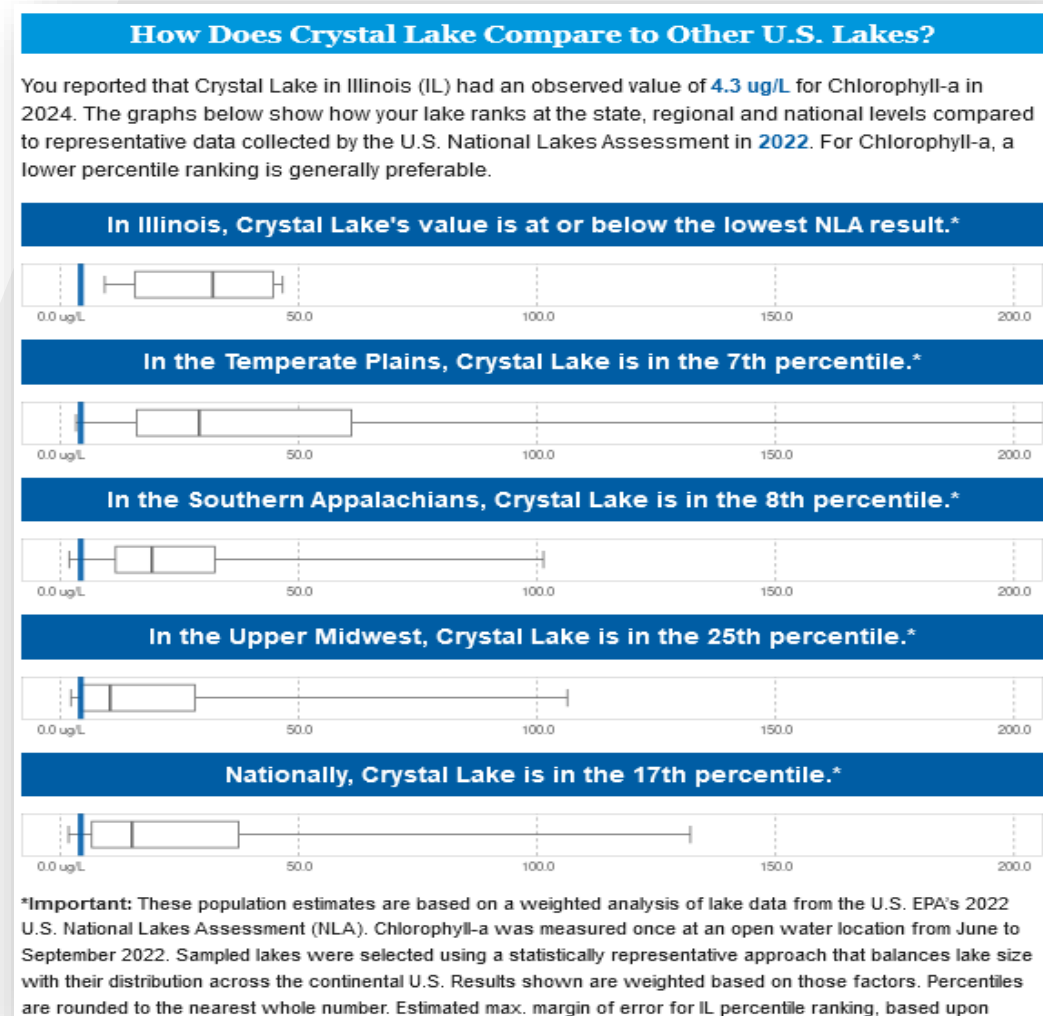 How Does Crystal Lake Compare to Other U.S. Lakes?
You reported that Crystal Lake in Illinois (IL) had an observed value of 4.3 ug/L for Chlorophyll-a in
2024. The graphs below show how your lake ranks at the state, regional and national levels compared
to representative data collected by the U.S. National Lakes Assessment in 2022. For Chlorophyll-a, a
lower percentile ranking is generally preferable.
In Illinois, Crystal Lake's value is at or below the lowest NLA result.*
0.0 ug/L 50.0 100.0 150.0 200.0
In the Temperate Plains, Crystal Lake is in the 7th percentile.*
0.0 ug/L 50.0 100.0 150.0 200.0
In the Southern Appalachians, Crystal Lake is in the 8th percentile.*
0.0 ug/L 50.0 100.0 150.0 200.0
In the Upper Midwest, Crystal Lake is in the 25th percentile.*
0.0 ug/L 50.0 100.0 150.0 200.0
Nationally, Crystal Lake is in the 17th percentile.*
0.0 ug/L 50.0 100.0 150.0 200.0
*Important: These population estimates are based on a weighted analysis of lake data from the U.S. EPA's 2022
U.S. National Lakes Assessment (NLA). Chlorophyll-a was measured once at an open water location from June to
September 2022. Sampled lakes were selected using a statistically representative approach that balances lake size
with their distribution across the continental U.S. Results shown are weighted based on those factors. Percentiles
are rounded to the nearest whole number. Estimated max. margin of error for IL percentile ranking, based upon